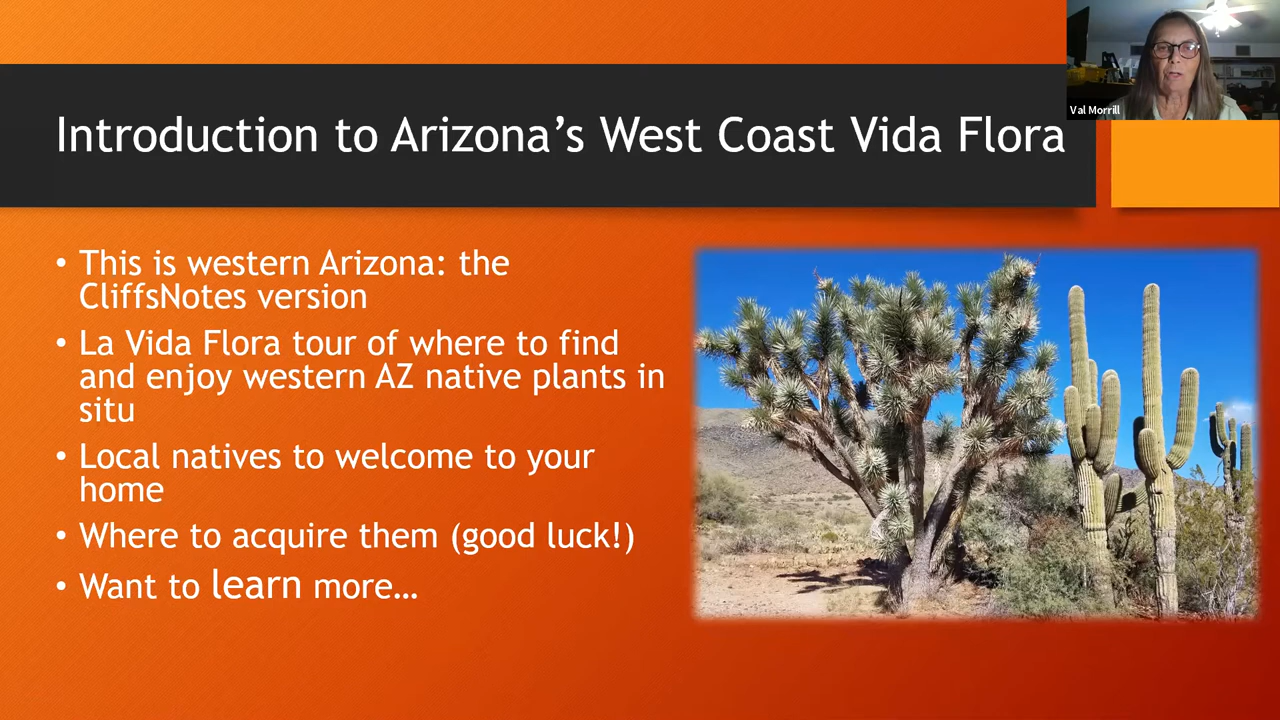 Val Morrill
Introduction to Arizona’s West Coast Vida Flora
• This is western Arizona: the
CliffsNotes version
• La Vida Flora tour of where to find
and enjoy western AZ native plants in
situ
• Local natives to welcome to your
home
• Where to acquire them (good luck!)
• Want to learn more…